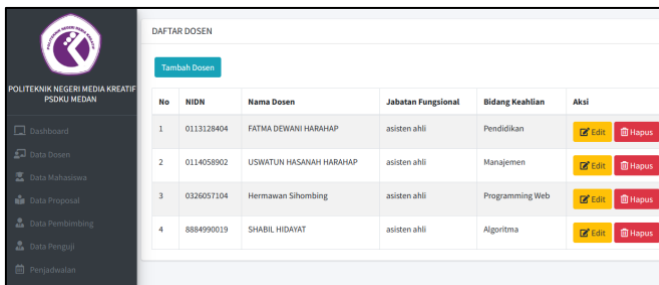 POLITEKNIK NEGERI MEDIA KREATIF
PSDKU MEDAN
Dashboard
Data Dosen
Data Mahasiswa
Data Proposal
Data Pembimbing
Data Penguji
Penjadwalan
DAFTAR DOSEN
Tambah Dosen
No NIDN Nama Dosen Jabatan Fungsional Bidang Keahlian Aksi
1 0113128404 FATMA DEWANI HARAHAP asisten ahli Pendidikan Edit Hapus
2 0114058902 USWATUN HASANAH HARAHAP asisten ahli Manajemen Edit Hapus
3 0326057104 Hermawan Sihombing asisten ahli Programming Web Edit Hapus
4 8884990019 SHABIL HIDAYAT asisten ahli Algoritma Edit Hapus